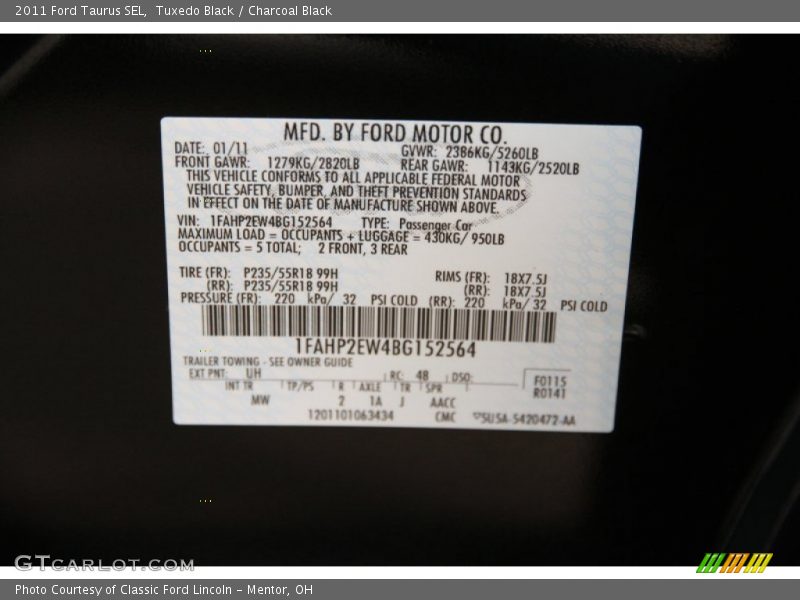 2011 Ford Taurus SEL,  Tuxedo Black / Charcoal Black
MFD. BY FORD MOTOR CO.
DATE: 01/11 GVWR: 2386KG/5260LB
FRONT GAWR: 1279KG/2820LB REAR GAWR: 1143KG/2520LB
THIS VEHICLE CONFORMS TO ALL APPLICABLE FEDERAL MOTOR
VEHICLE SAFETY, BUMPER, AND THEFT PREVENTION STANDARDS
IN EFFECT ON THE DATE OF MANUFACTURE SHOWN ABOVE.
VIN: 1FAHP2EW4BG152564 TYPE: Passenger Car
MAXIMUM LOAD = OCCUPANTS + LUGGAGE = 430KG/ 950LB
OCCUPANTS = 5 TOTAL; 2 FRONT, 3 REAR
TIRE (FR): P235/55R18 99H RIMS (FR): 18X7.5J
(RR): P235/55R18 99H (RR): 18X7.5J
PRESSURE (FR): 220 kPa/ 32 PSI COLD (RR): 220 kPa/ 32 PSI COLD
1FAHP2EW4BG152564
TRAILER TOWING - SEE OWNER GUIDE
EXT PNT: UH RC: 48 DSO: F0115
INT TR TP/PS R AXLE TR SPR R0141
MW 2 1A J AACC
1201101063434 CMC 5U5A-5420472-AA
GTCARLOT.COM
Photo Courtesy of Classic Ford Lincoln – Mentor, OH